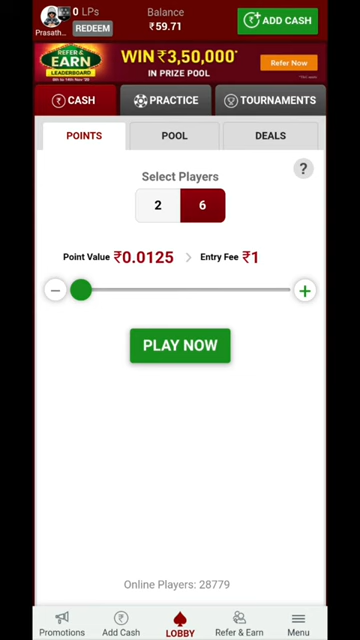 0 LPs
Prasath...
REDEEM
Balance
₹59.71
ADD CASH
REFER &
EARN
LEADERBOARD
WIN ₹3,50,000*
IN PRIZE POOL
Refer Now
CASH
PRACTICE
TOURNAMENTS
POINTS
POOL
DEALS
?
Select Players
2
6
Point Value ₹0.0125 > Entry Fee ₹1
PLAY NOW
Online Players: 28779
Promotions
Add Cash
LOBBY
Refer & Earn
Menu